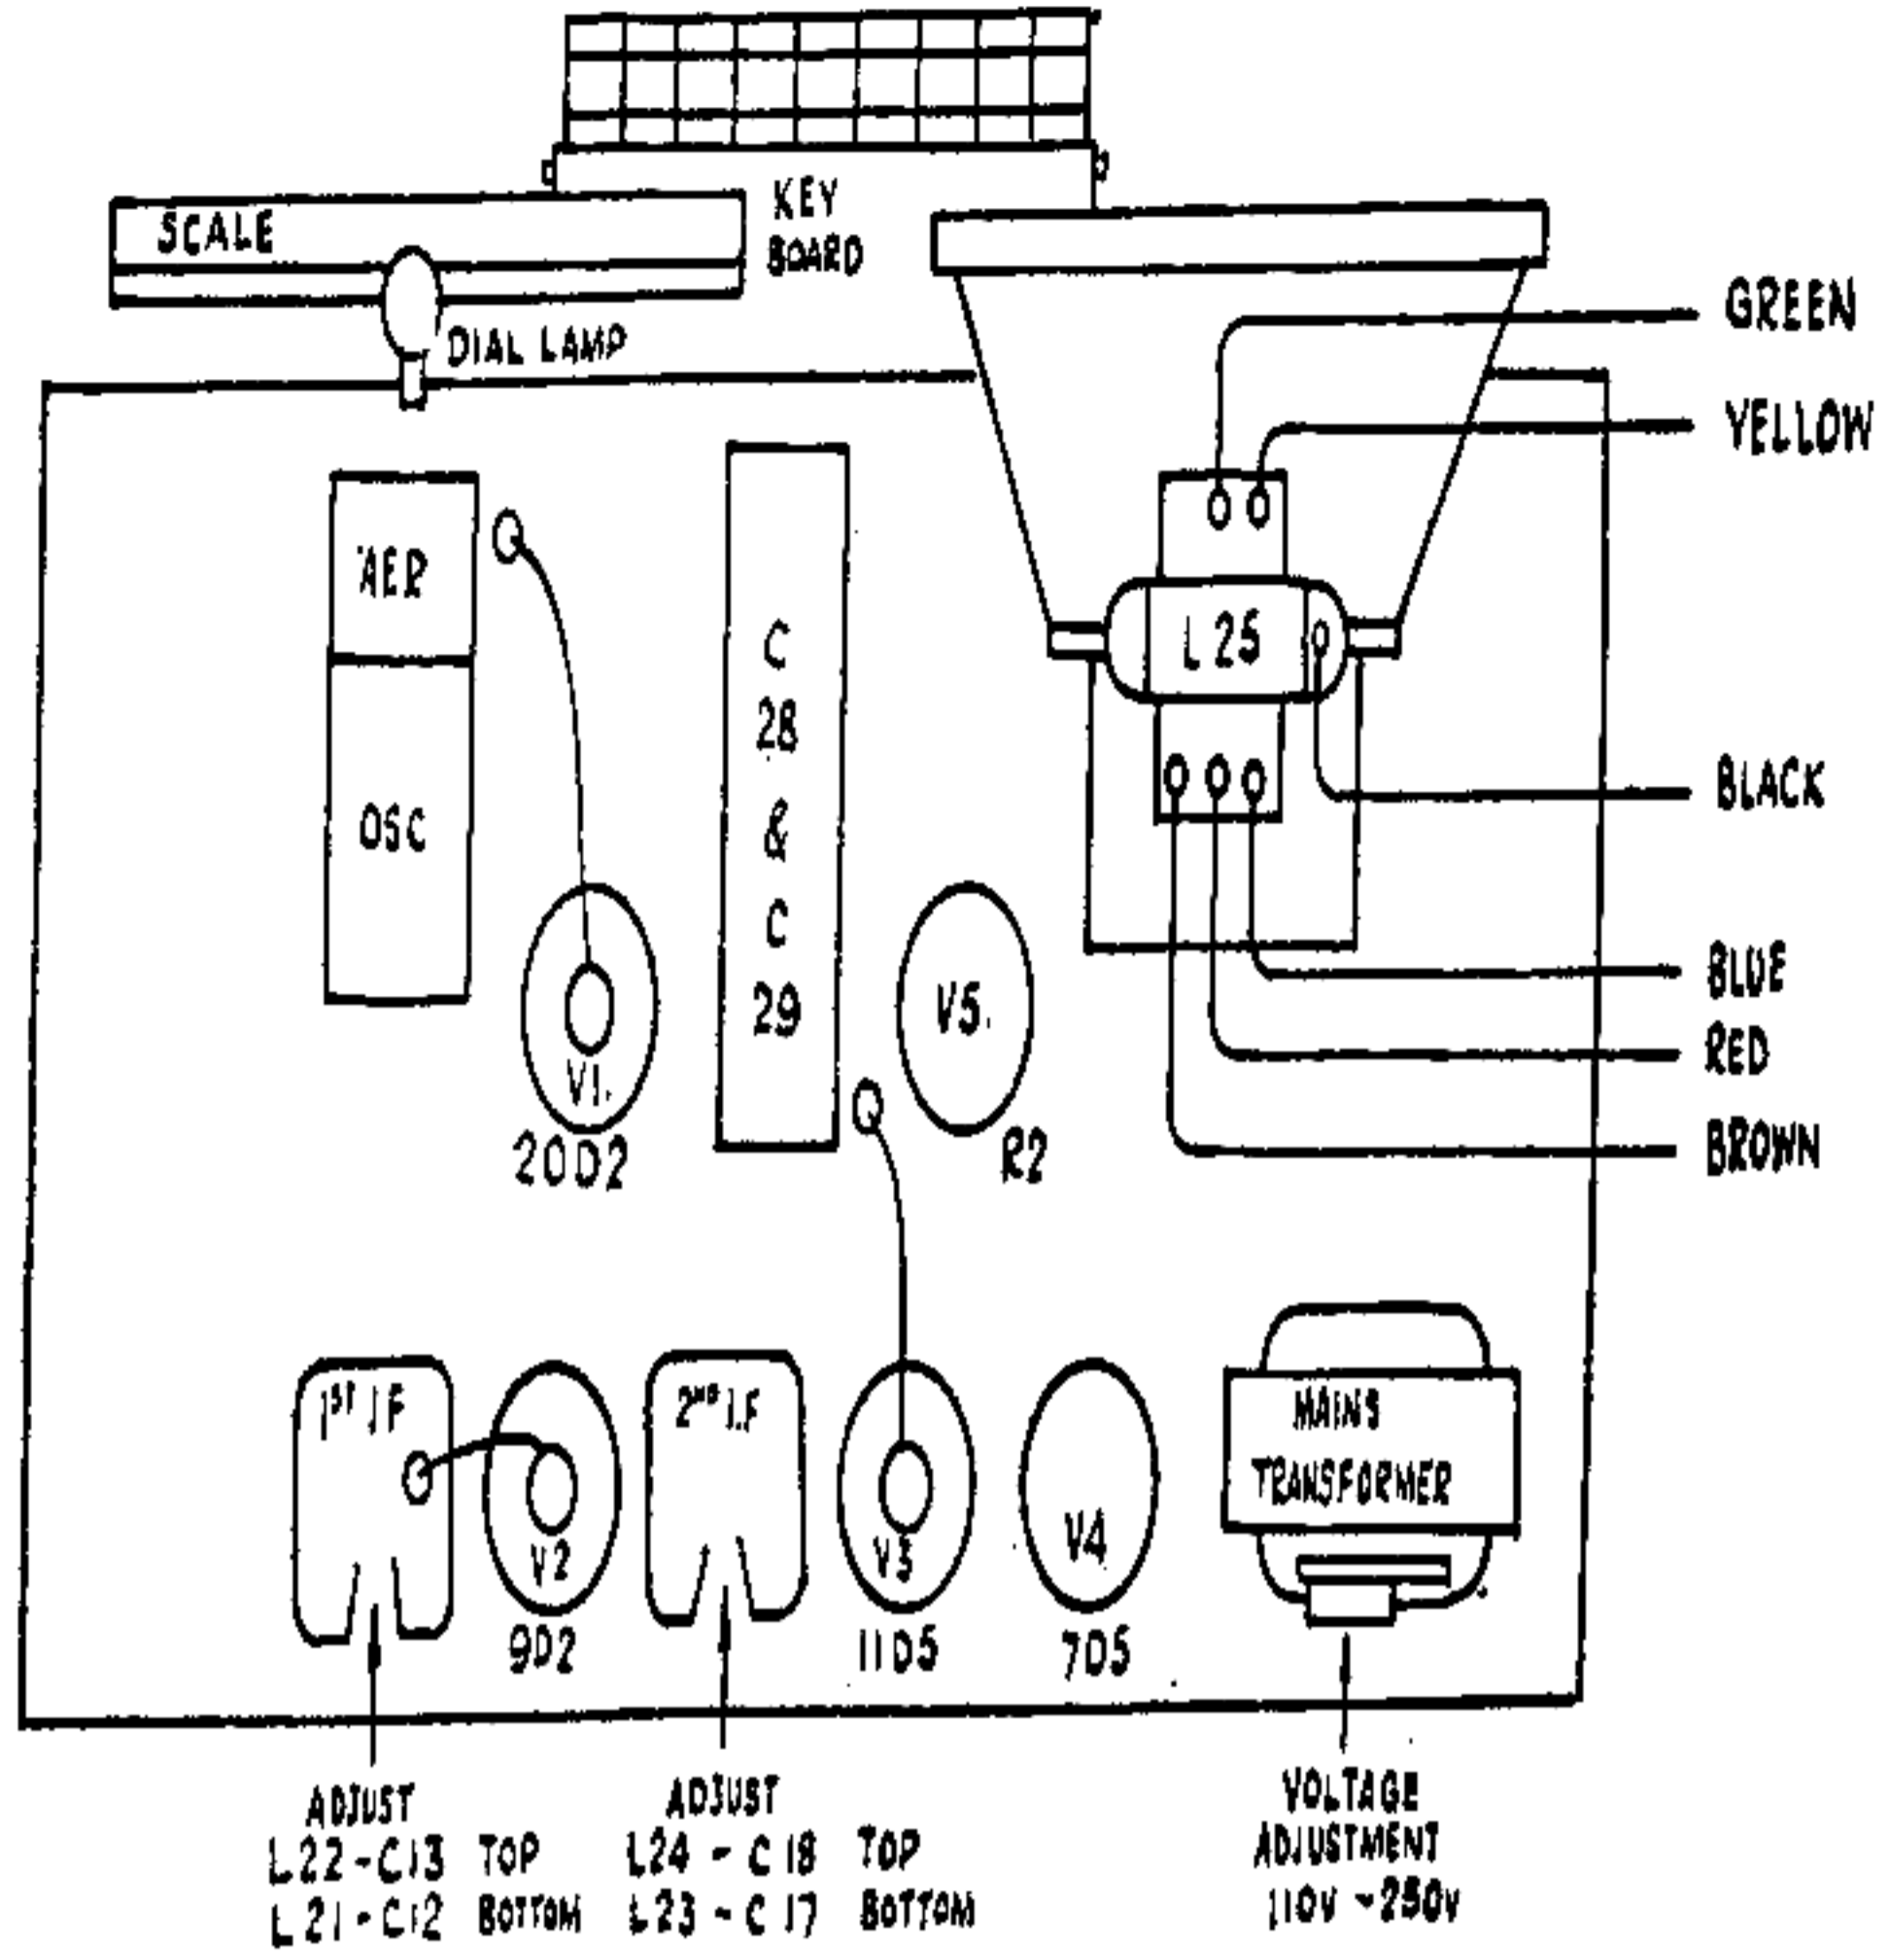 KEY
BOARD
SCALE
DIAL LAMP
GREEN
YELLOW
AER
OSC
C
28
&
C
29
L 25
BLACK
BLUE
RED
BROWN
V1.
20D2
V5.
R2
1ST IF
V2
9D2
2ND I.F
V3
11D5
V4
7D5
MAINS
TRANSFORMER
ADJUST
L22-C13 TOP
L21-C12 BOTTOM
ADJUST
L24 - C18 TOP
L23 - C17 BOTTOM
VOLTAGE
ADJUSTMENT
110V - 250V